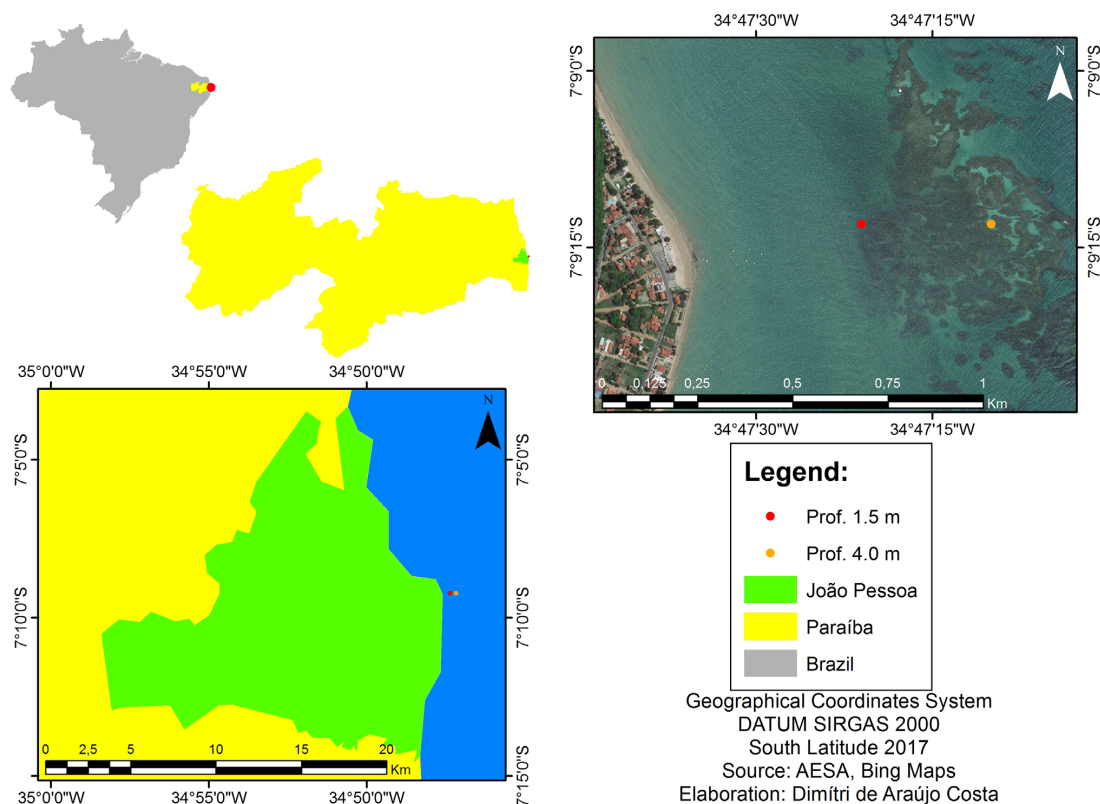 34°47'30"W 34°47'15"W
N
7°9'0"S
7°9'0"S
7°9'15"S
7°9'15"S
0 0,125 0,25 0,5 0,75 1
Km
34°47'30"W 34°47'15"W
35°0'0"W 34°55'0"W 34°50'0"W
N
7°5'0"S
7°5'0"S
7°10'0"S
7°10'0"S
0 2,5 5 10 15 20
Km
7°15'0"S
7°15'0"S
35°0'0"W 34°55'0"W 34°50'0"W
Legend:
Prof. 1.5 m
Prof. 4.0 m
João Pessoa
Paraíba
Brazil
Geographical Coordinates System
DATUM SIRGAS 2000
South Latitude 2017
Source: AESA, Bing Maps
Elaboration: Dimítri de Araújo Costa